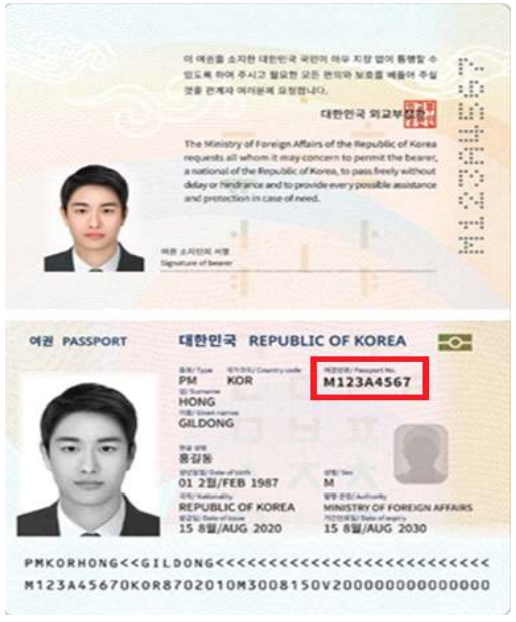 이 여권을 소지한 대한민국 국민이 아무 지장 없이 통행할 수
있도록 하여 주시고 필요한 모든 편의와 보호를 베풀어 주실
것을 관계자 여러분께 요청합니다.
대한민국 외교부장관
The Ministry of Foreign Affairs of the Republic of Korea
requests all whom it may concern to permit the bearer,
a national of the Republic of Korea, to pass freely without
delay or hindrance and to provide every possible assistance
and protection in case of need.
여권 소지인의 서명
Signature of bearer
M123A4567
여권 PASSPORT
대한민국 REPUBLIC OF KOREA
종류/ Type 국가코드/ Country code 여권번호/ Passport No.
PM KOR M123A4567
성/ Surname
HONG
이름/ Given names
GILDONG
한글 성명
홍길동
생년월일/ Date of birth 성별/ Sex
01 2월/FEB 1987 M
국적/ Nationality 발행 관청/ Authority
REPUBLIC OF KOREA MINISTRY OF FOREIGN AFFAIRS
발급일/ Date of issue 기간만료일/ Date of expiry
15 8월/AUG 2020 15 8월/AUG 2030
PMKORHONG<<GILDONG<<<<<<<<<<<<<<<<<<<<<<<<<<
M123A45670KOR8702010M3008150V200000000000000